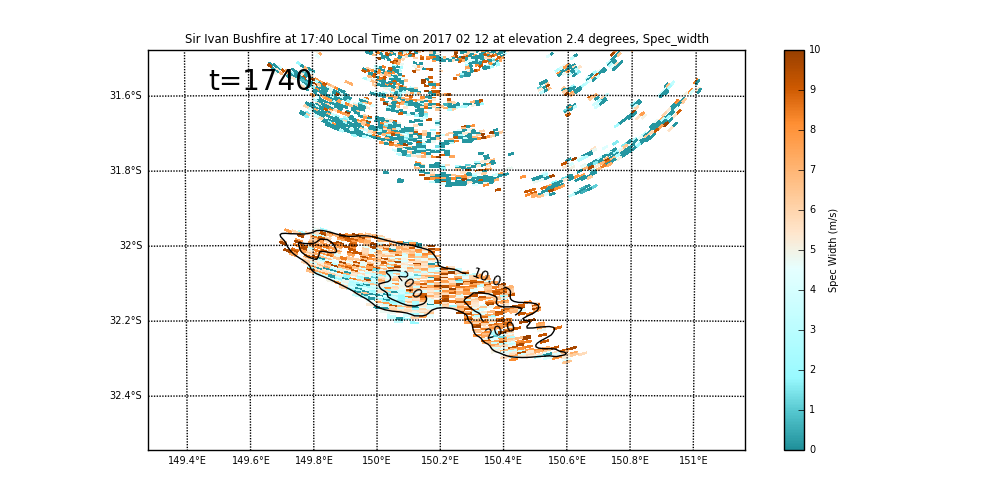 Sir Ivan Bushfire at 17:40 Local Time on 2017 02 12 at elevation 2.4 degrees, Spec_width
t=1740
31.6°S
31.8°S
32°S
32.2°S
32.4°S
149.4°E
149.6°E
149.8°E
150°E
150.2°E
150.4°E
150.6°E
150.8°E
151°E
10.0
20.0
10
9
8
7
6
5
4
3
2
1
0
Spec Width (m/s)